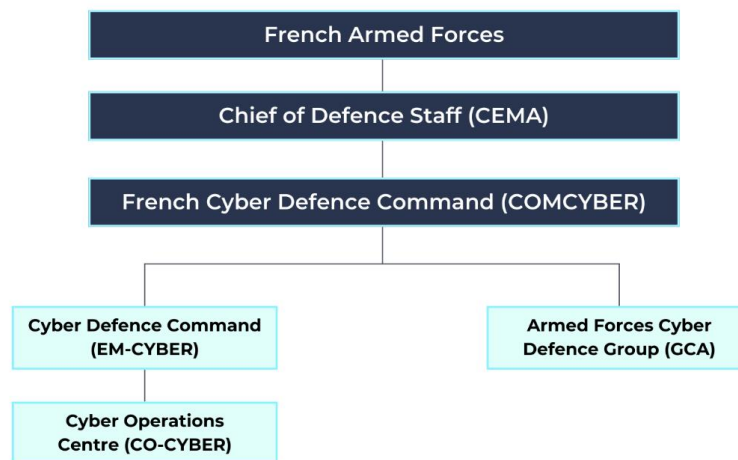 French Armed Forces
Chief of Defence Staff (CEMA)
French Cyber Defence Command (COMCYBER)
Cyber Defence Command
(EM-CYBER)
Armed Forces Cyber
Defence Group (GCA)
Cyber Operations
Centre (CO-CYBER)